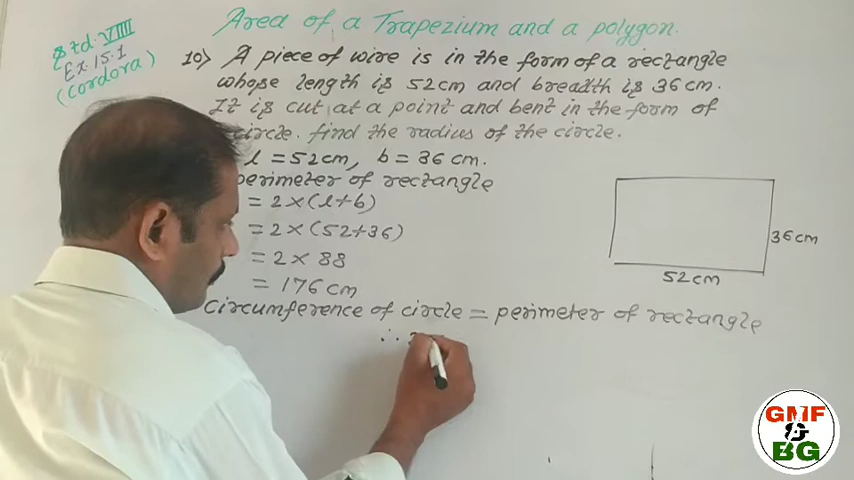 Area of a Trapezium and a polygon.
Std. VIII
Ex. 15.1
(Cordora)
10) A piece of wire is in the form of a rectangle
whose length is 52cm and breadth is 36cm.
It is cut at a point and bent in the form of
circle. find the radius of the circle.
l = 52cm, b = 36 cm.
perimeter of rectangle
= 2 × (l+b)
= 2 × (52+36)
= 2 × 88
= 176 cm
circumference of circle = perimeter of rectangle
∴
36cm
52cm
GMF
&
BG